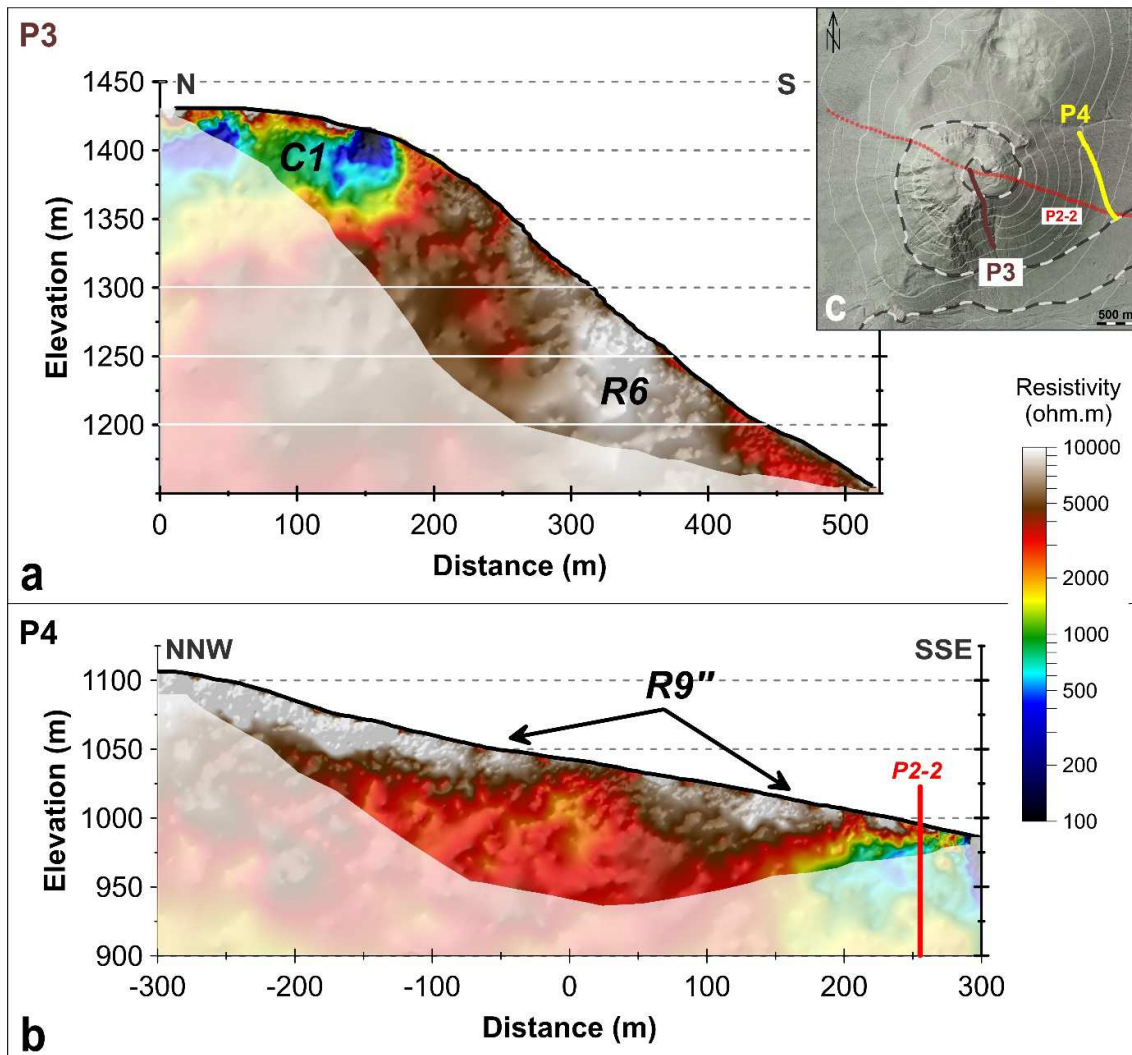 P3
N
S
1450
1400
1350
1300
1250
1200
Elevation (m)
C1
R6
0
100
200
300
400
500
Distance (m)
a
N
P4
P2-2
P3
C
500 m
Resistivity
(ohm.m)
10000
5000
2000
1000
500
200
100
P4
NNW
SSE
1100
1050
1000
950
900
Elevation (m)
R9"
P2-2
-300
-200
-100
0
100
200
300
Distance (m)
b